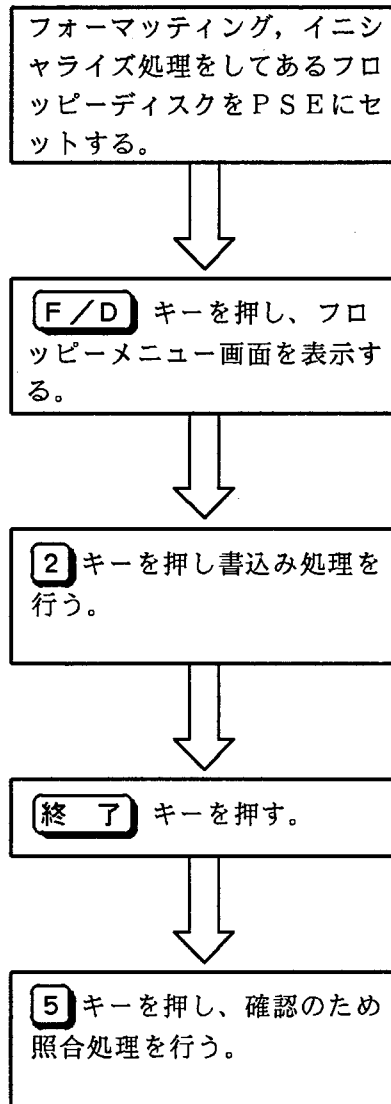 フォーマッティング，イニシ
ャライズ処理をしてあるフロ
ッピーディスクをＰＳＥにセ
ットする。
Ｆ／Ｄ キーを押し、フロ
ッピーメニュー画面を表示す
る。
２ キーを押し書込み処理を
行う。
終　了 キーを押す。
５ キーを押し、確認のため
照合処理を行う。